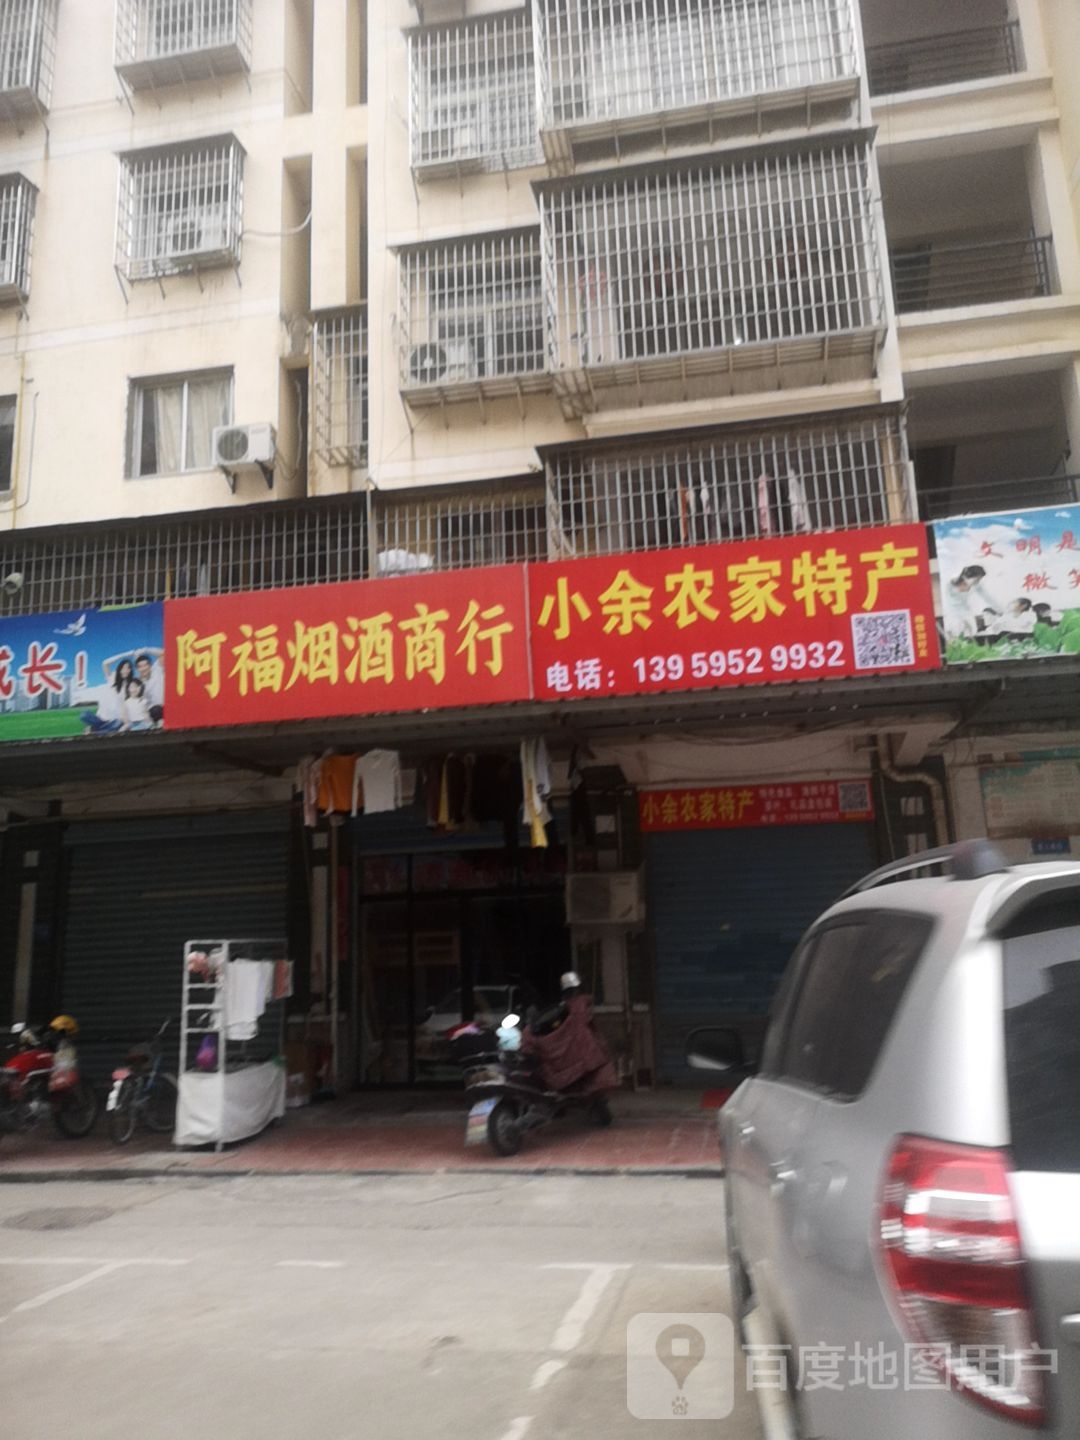 文明是
微笑
小余农家特产
阿福烟酒商行
电话：139 5952 9932
成长！
小余农家特产
百度地图用户